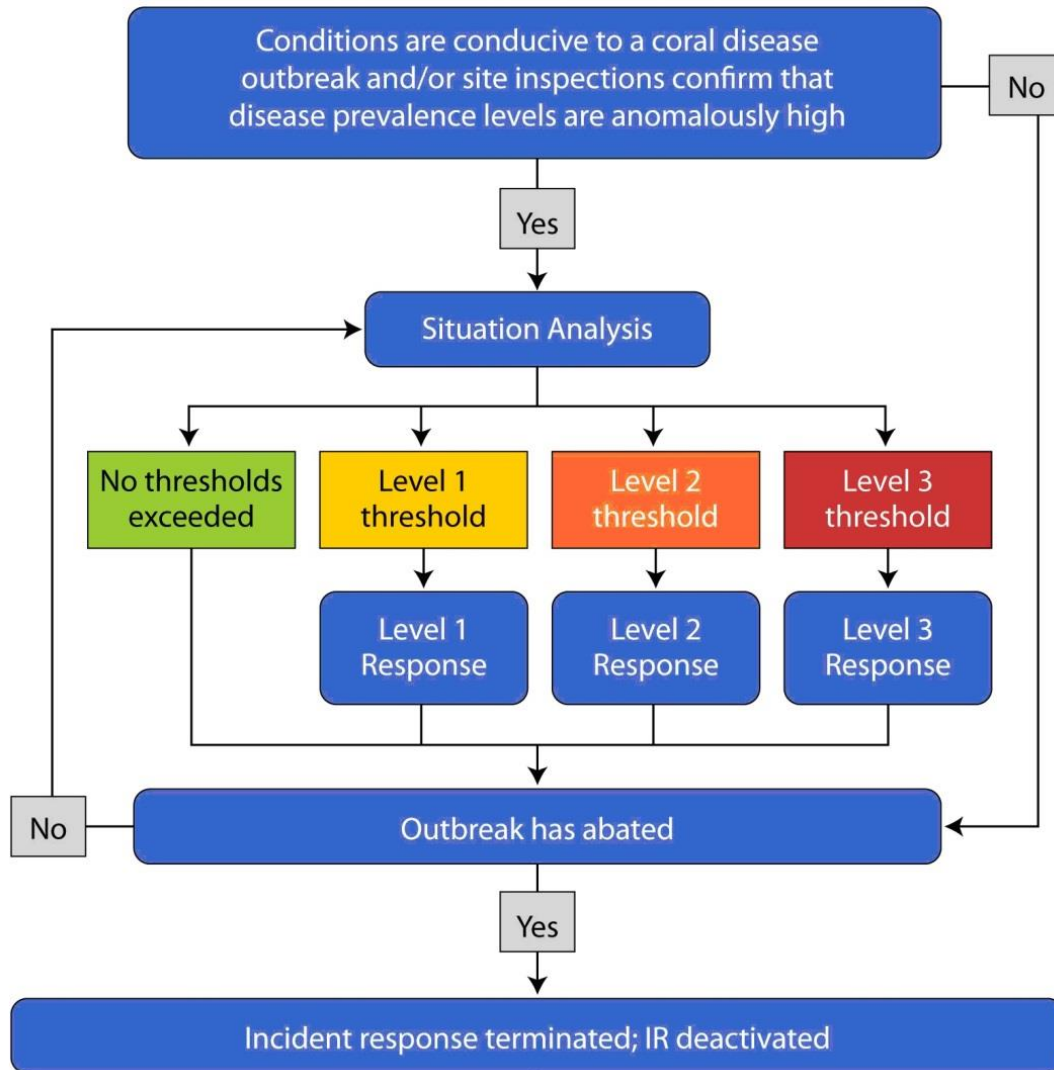 Conditions are conducive to a coral disease
outbreak and/or site inspections confirm that
disease prevalence levels are anomalously high
No
Yes
Situation Analysis
No thresholds
exceeded
Level 1
threshold
Level 2
threshold
Level 3
threshold
Level 1
Response
Level 2
Response
Level 3
Response
No
Outbreak has abated
Yes
Incident response terminated; IR deactivated